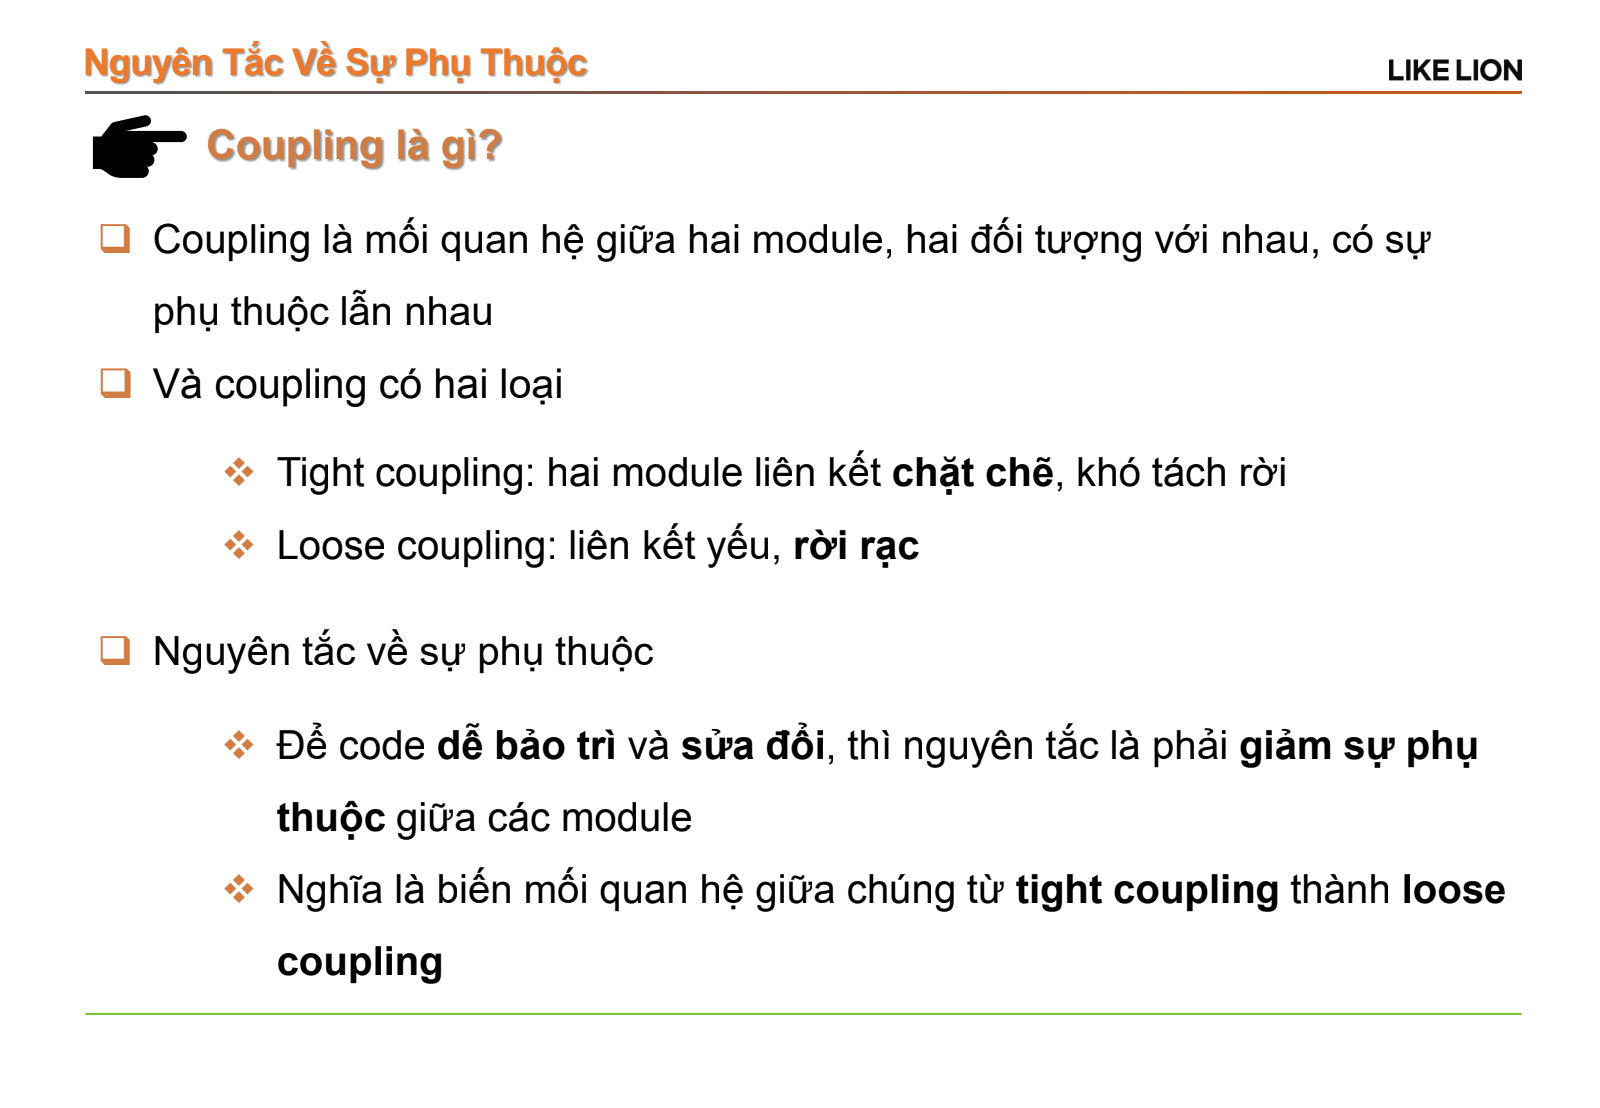 Nguyên Tắc Về Sự Phụ Thuộc
LIKE LION
Coupling là gì?
Coupling là mối quan hệ giữa hai module, hai đối tượng với nhau, có sự
phụ thuộc lẫn nhau
Và coupling có hai loại
Tight coupling: hai module liên kết chặt chẽ, khó tách rời
Loose coupling: liên kết yếu, rời rạc
Nguyên tắc về sự phụ thuộc
Để code dễ bảo trì và sửa đổi, thì nguyên tắc là phải giảm sự phụ
thuộc giữa các module
Nghĩa là biến mối quan hệ giữa chúng từ tight coupling thành loose
coupling